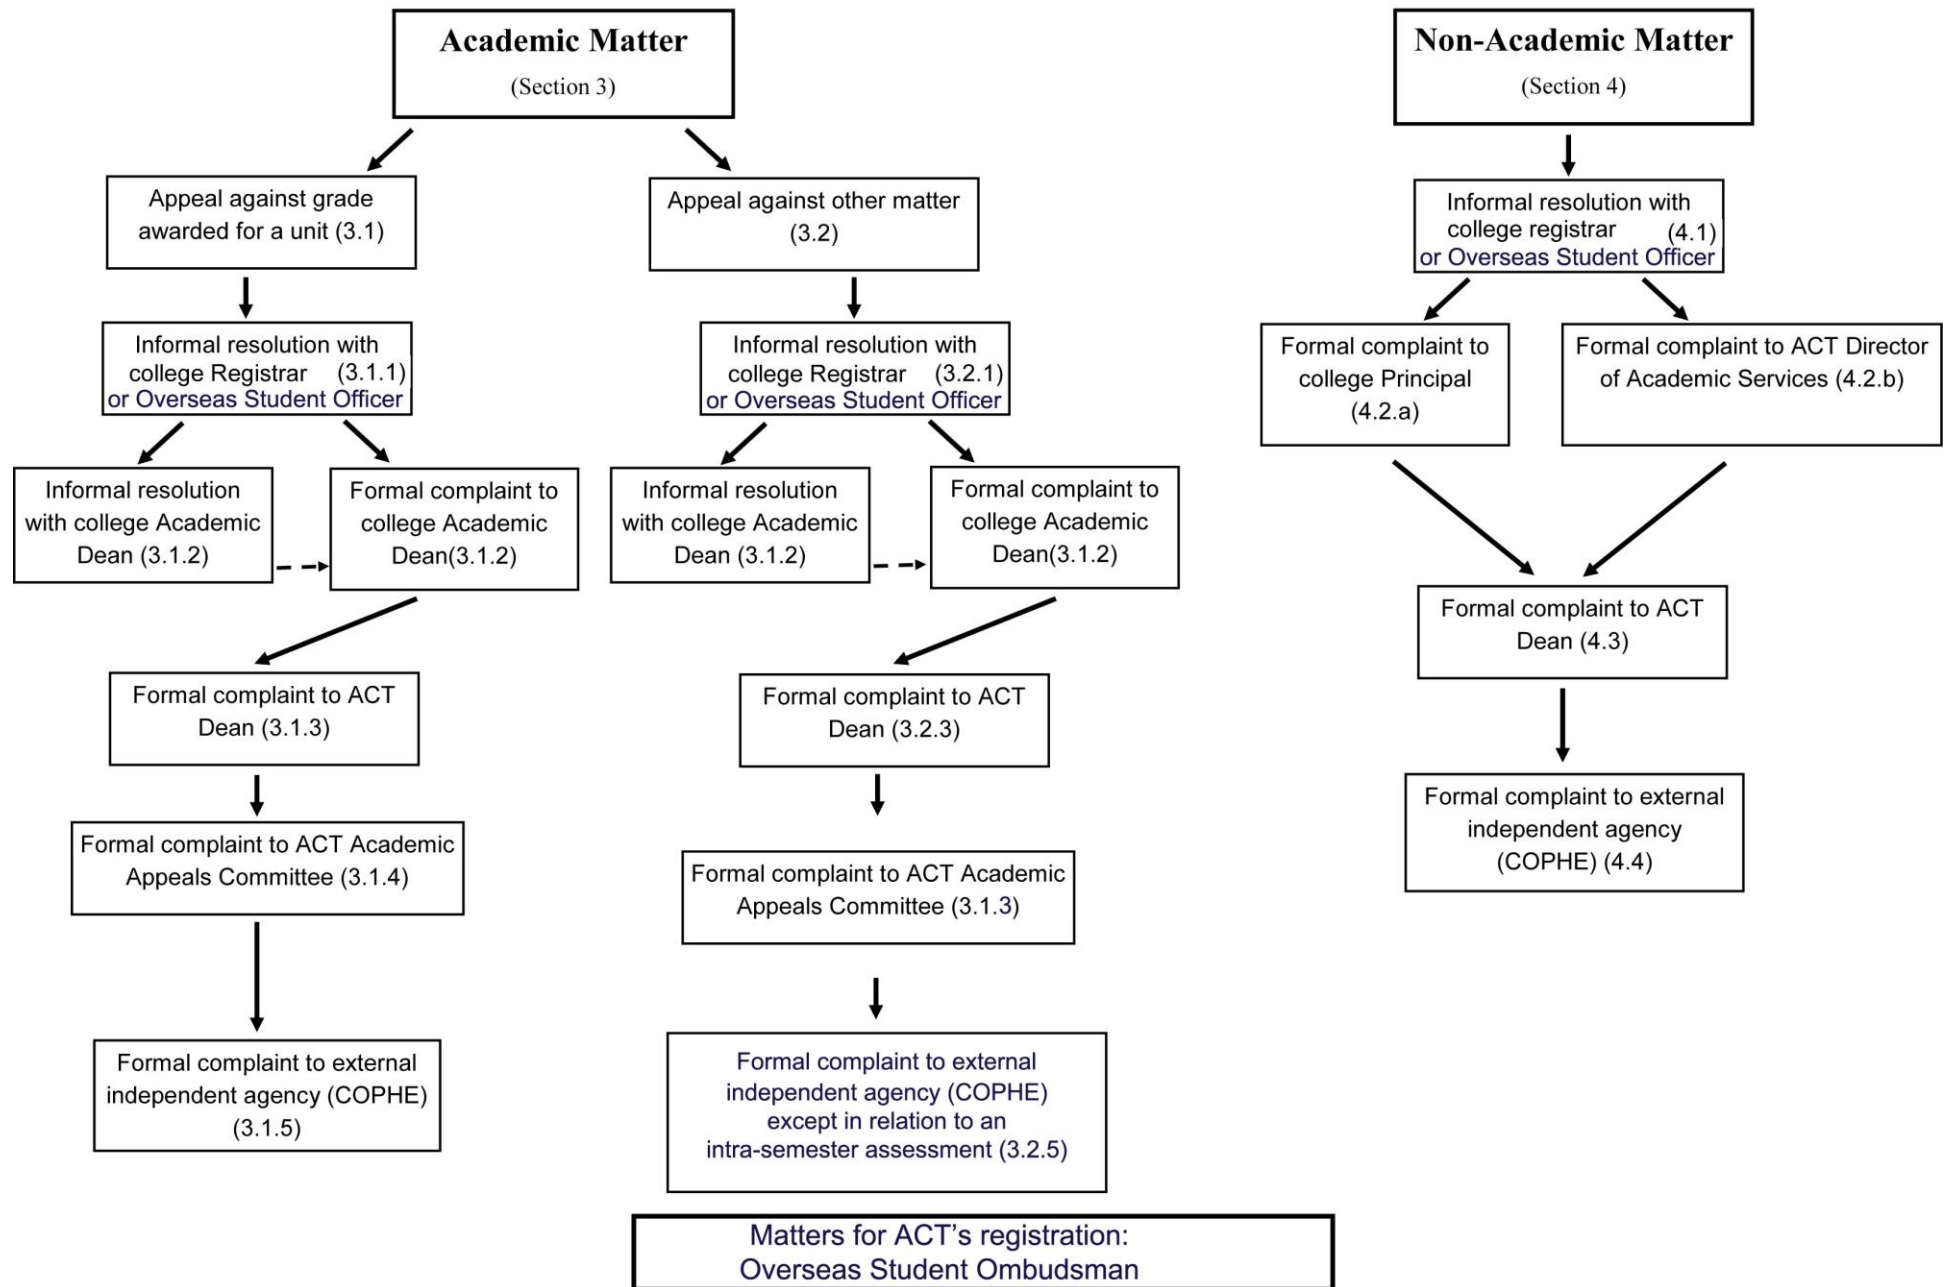 Academic Matter
(Section 3)
Appeal against grade
awarded for a unit (3.1)
Informal resolution with
college Registrar (3.1.1)
or Overseas Student Officer
Informal resolution
with college Academic
Dean (3.1.2)
Formal complaint to
college Academic
Dean(3.1.2)
Formal complaint to ACT
Dean (3.1.3)
Formal complaint to ACT Academic
Appeals Committee (3.1.4)
Formal complaint to external
independent agency (COPHE)
(3.1.5)
Appeal against other matter
(3.2)
Informal resolution with
college Registrar (3.2.1)
or Overseas Student Officer
Informal resolution
with college Academic
Dean (3.1.2)
Formal complaint to
college Academic
Dean(3.1.2)
Formal complaint to ACT
Dean (3.2.3)
Formal complaint to ACT Academic
Appeals Committee (3.1.3)
Formal complaint to external
independent agency (COPHE)
except in relation to an
intra-semester assessment (3.2.5)
Non-Academic Matter
(Section 4)
Informal resolution with
college registrar (4.1)
or Overseas Student Officer
Formal complaint to
college Principal
(4.2.a)
Formal complaint to ACT Director
of Academic Services (4.2.b)
Formal complaint to ACT
Dean (4.3)
Formal complaint to external
independent agency
(COPHE) (4.4)
Matters for ACT’s registration:
Overseas Student Ombudsman